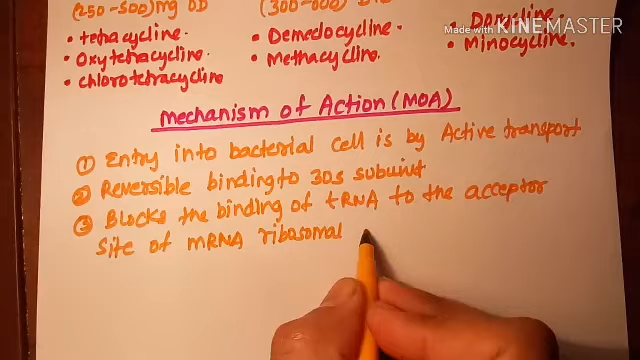 (250-500)mg OD
tetracycline.
Oxytetracycline.
chlorotetracycline
Demeclocycline.
Methacycline.
Doxycline.
Minocycline.
Made with KINEMASTER
Mechanism of Action (MOA)
① Entry into bacterial cell is by Active transport
② Reversible binding to 30s subunit
③ Blocks the binding of tRNA to the acceptor
site of mRNA ribosomal